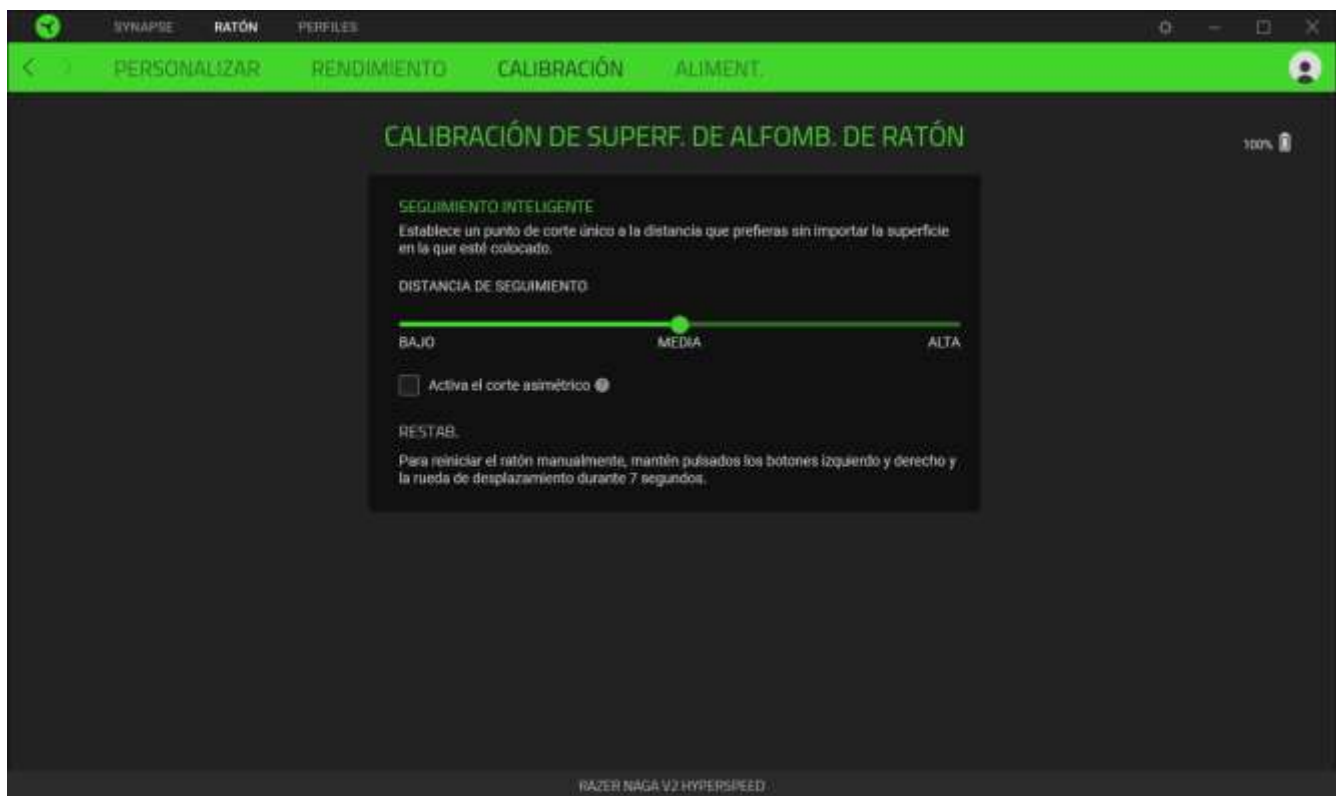 SYNAPSE RATÓN PERFILES
PERSONALIZAR RENDIMIENTO CALIBRACIÓN ALIMENT.
CALIBRACIÓN DE SUPERF. DE ALFOMB. DE RATÓN
100%
SEGUIMIENTO INTELIGENTE
Establece un punto de corte único a la distancia que prefieras sin importar la superficie
en la que esté colocado.
DISTANCIA DE SEGUIMIENTO
BAJO MEDIA ALTA
Activa el corte asimétrico ?
RESTAB.
Para reiniciar el ratón manualmente, mantén pulsados los botones izquierdo y derecho y
la rueda de desplazamiento durante 7 segundos.
RAZER NAGA V2 HYPERSPEED